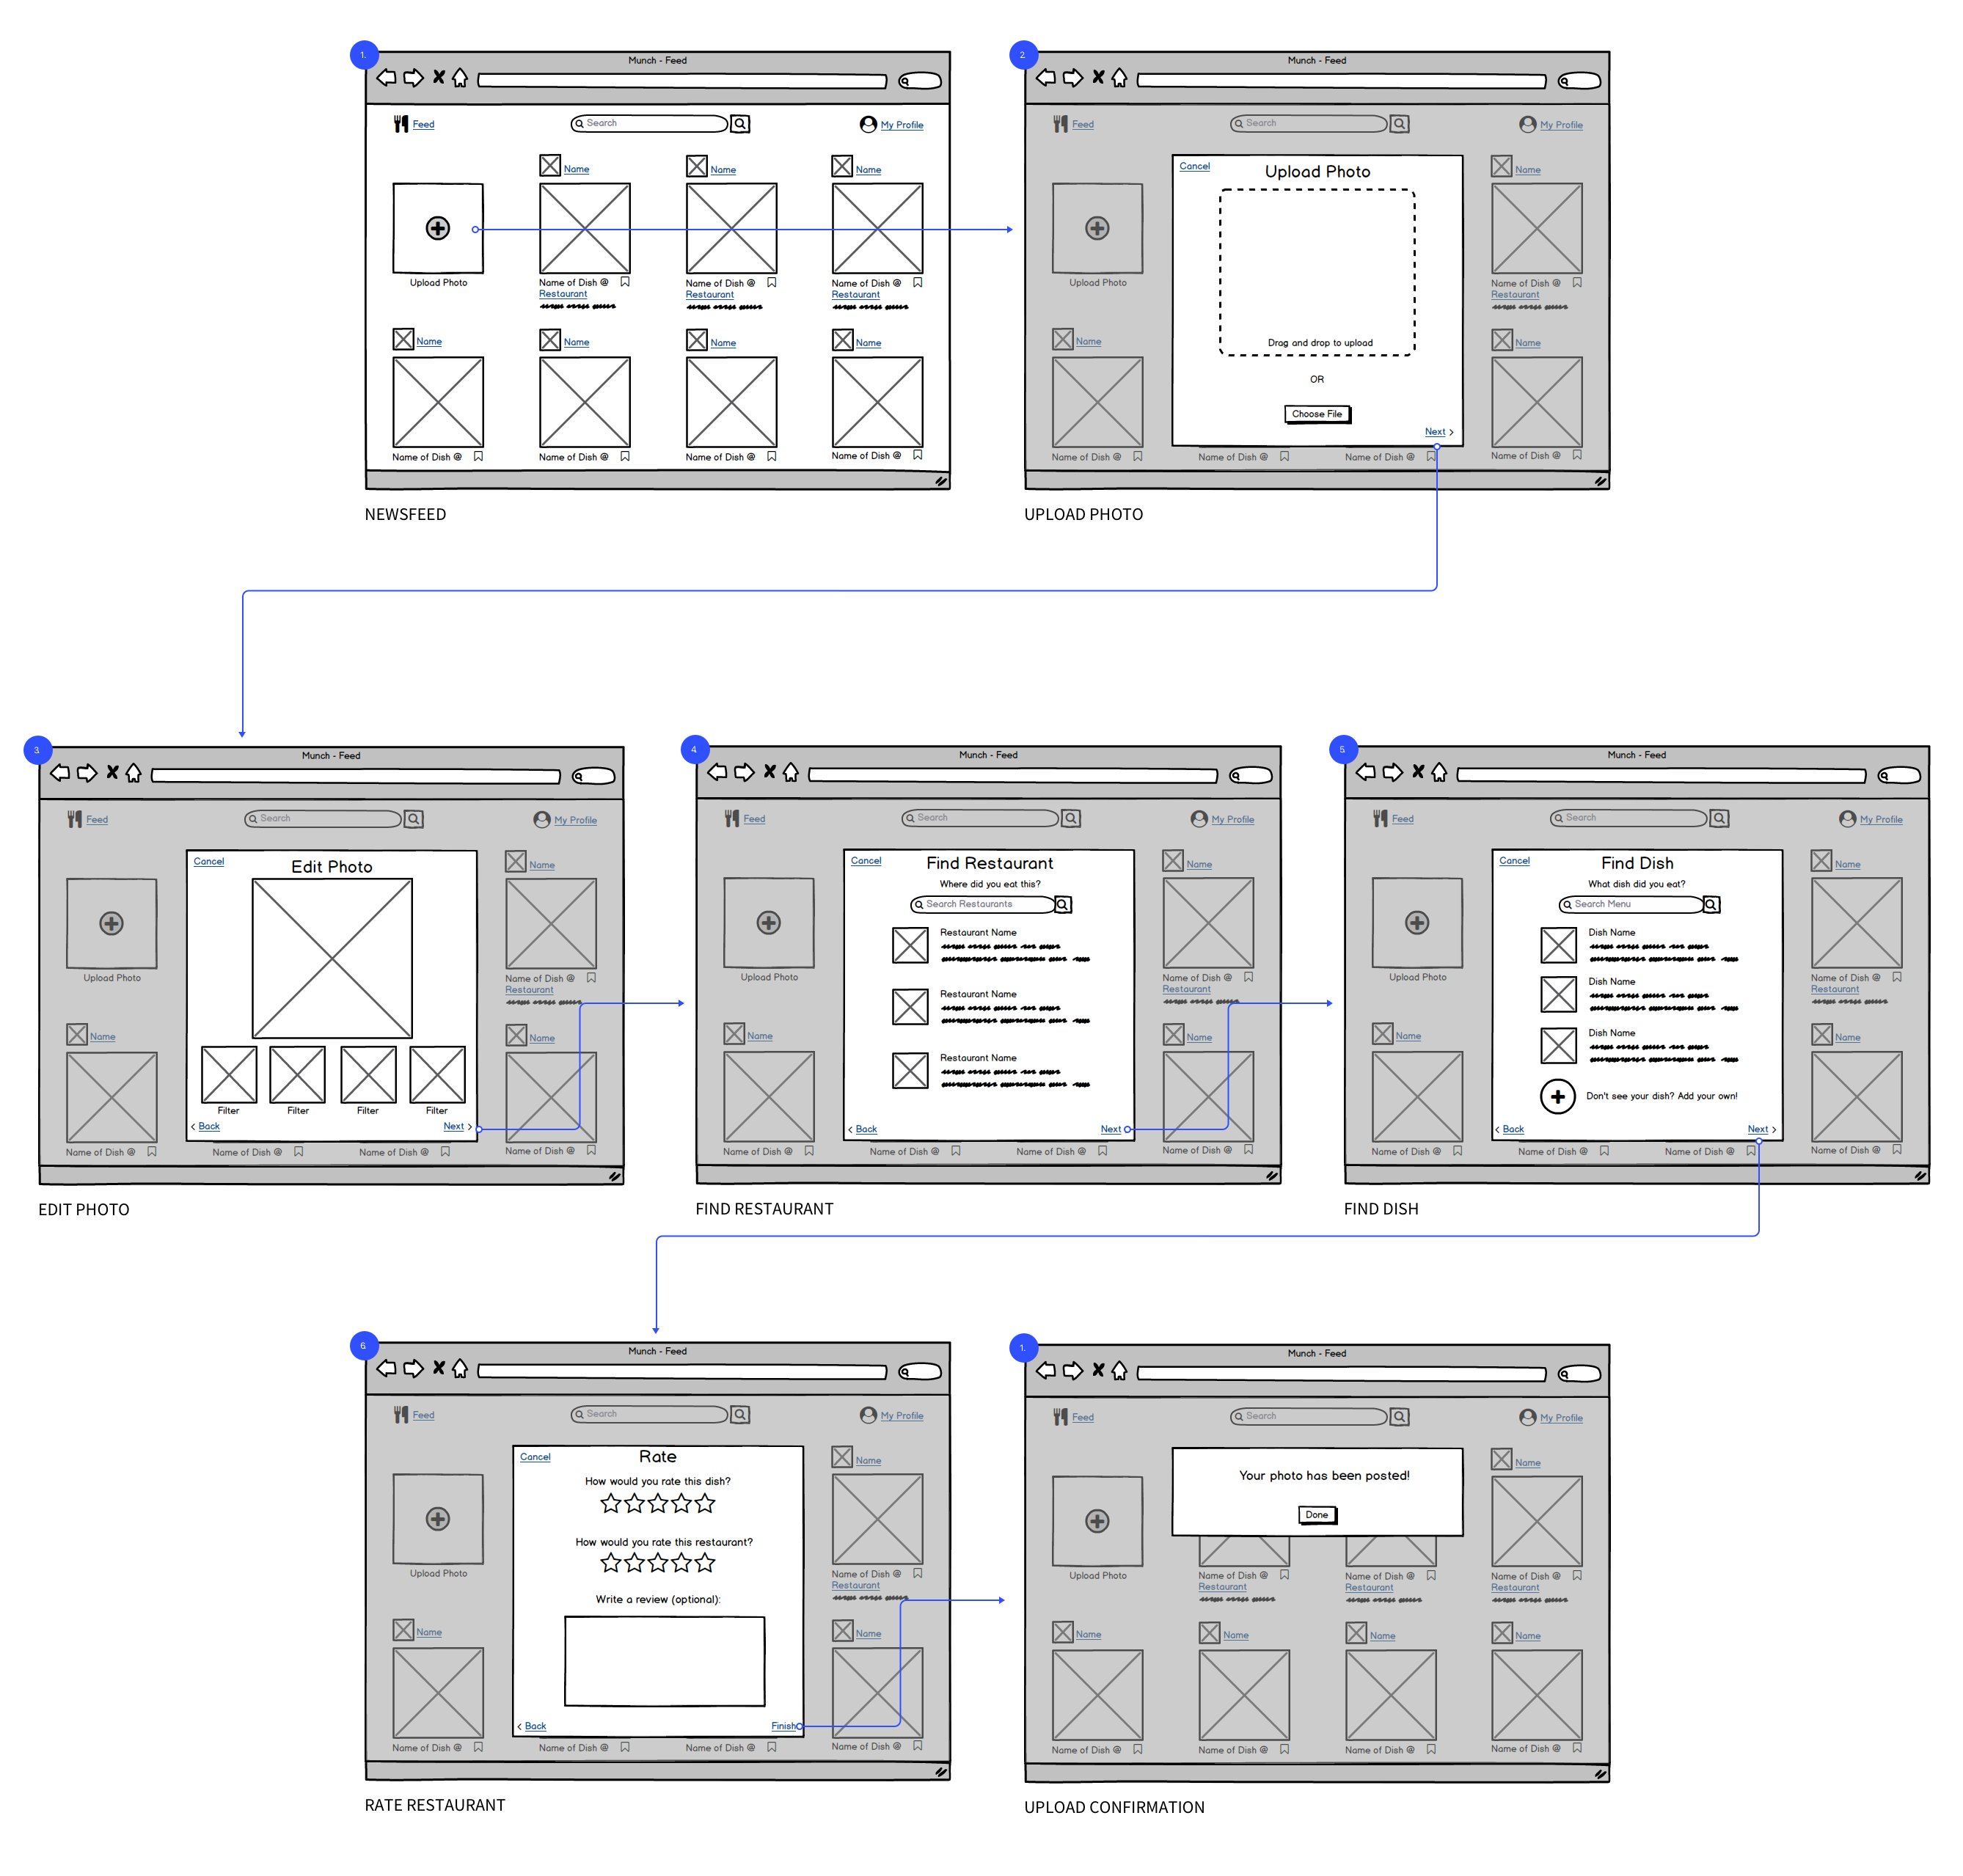 1.
Munch - Feed
Feed
Search
My Profile
Name
Name
Name
Upload Photo
Name of Dish @
Restaurant
Name of Dish @
Restaurant
Name of Dish @
Restaurant
Name
Name
Name
Name
Name of Dish @
Name of Dish @
Name of Dish @
Name of Dish @
NEWSFEED
2.
Munch - Feed
Feed
Search
My Profile
Cancel
Upload Photo
Name
Upload Photo
Name of Dish @
Restaurant
Drag and drop to upload
Name
Name
OR
Choose File
Next >
Name of Dish @
Name of Dish @
Name of Dish @
Name of Dish @
UPLOAD PHOTO
3.
Munch - Feed
Feed
Search
My Profile
Cancel
Edit Photo
Name
Upload Photo
Name of Dish @
Restaurant
Name
Name
Filter
Filter
Filter
Filter
< Back
Next >
Name of Dish @
Name of Dish @
Name of Dish @
Name of Dish @
EDIT PHOTO
4.
Munch - Feed
Feed
Search
My Profile
Cancel
Find Restaurant
Name
Where did you eat this?
Search Restaurants
Restaurant Name
Upload Photo
Name of Dish @
Restaurant
Restaurant Name
Name
Name
Restaurant Name
< Back
Next
Name of Dish @
Name of Dish @
Name of Dish @
Name of Dish @
FIND RESTAURANT
5.
Munch - Feed
Feed
Search
My Profile
Cancel
Find Dish
Name
What dish did you eat?
Search Menu
Dish Name
Upload Photo
Dish Name
Name of Dish @
Restaurant
Name
Dish Name
Name
Don't see your dish? Add your own!
< Back
Next >
Name of Dish @
Name of Dish @
Name of Dish @
Name of Dish @
FIND DISH
6.
Munch - Feed
Feed
Search
My Profile
Cancel
Rate
Name
How would you rate this dish?
How would you rate this restaurant?
Upload Photo
Name of Dish @
Restaurant
Write a review (optional):
Name
Name
< Back
Finish
Name of Dish @
Name of Dish @
Name of Dish @
Name of Dish @
RATE RESTAURANT
1.
Munch - Feed
Feed
Search
My Profile
Name
Your photo has been posted!
Done
Upload Photo
Name of Dish @
Restaurant
Name of Dish @
Restaurant
Name of Dish @
Restaurant
Name
Name
Name
Name
Name of Dish @
Name of Dish @
Name of Dish @
Name of Dish @
UPLOAD CONFIRMATION